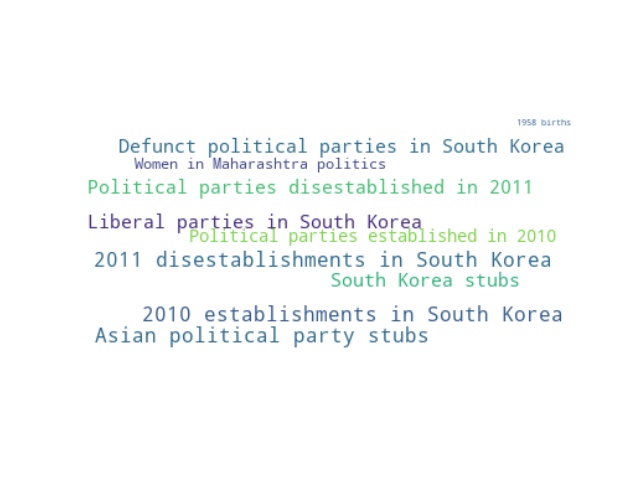 1958 births
Defunct political parties in South Korea
Women in Maharashtra politics
Political parties disestablished in 2011
Liberal parties in South Korea
Political parties established in 2010
2011 disestablishments in South Korea
South Korea stubs
2010 establishments in South Korea
Asian political party stubs